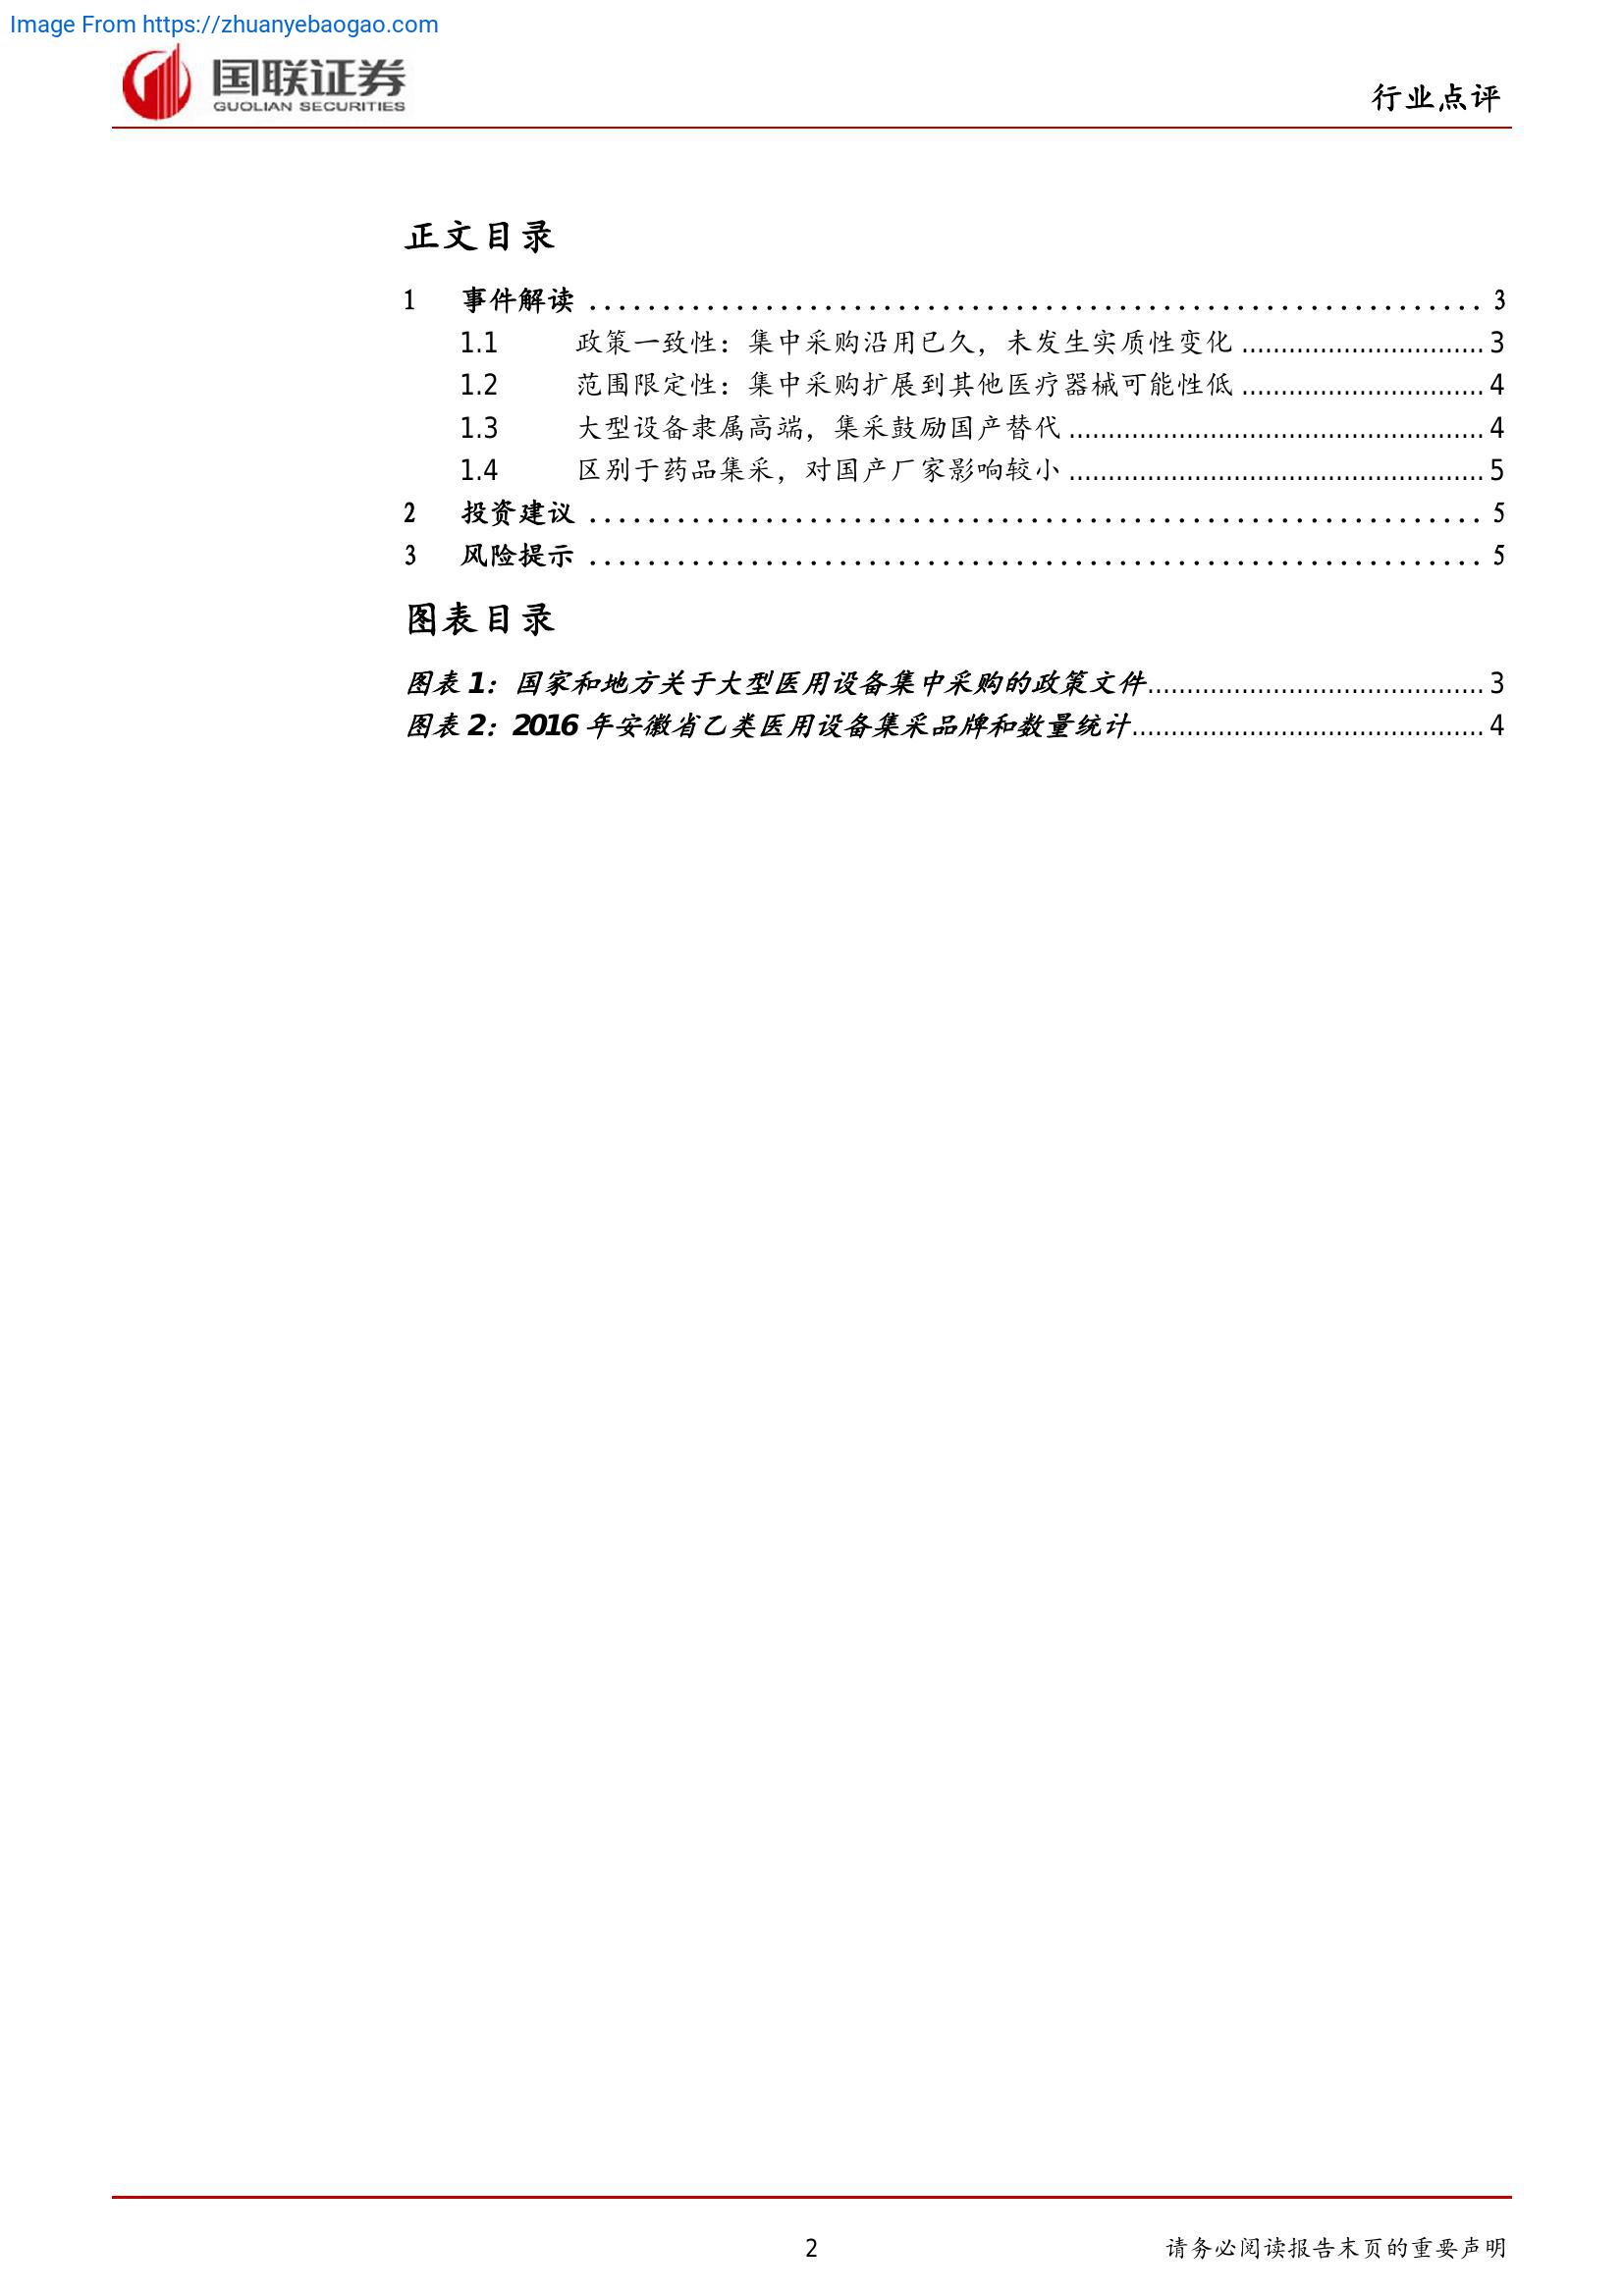 Image From https://zhuanyebaogao.com
国联证券
GUOLIAN SECURITIES
行业点评
正文目录
1 事件解读 ............................................................ 3
1.1 政策一致性：集中采购沿用已久，未发生实质性变化 ............................... 3
1.2 范围限定性：集中采购扩展到其他医疗器械可能性低 ............................... 4
1.3 大型设备隶属高端，集采鼓励国产替代 ..................................................... 4
1.4 区别于药品集采，对国产厂家影响较小 ..................................................... 5
2 投资建议 ............................................................ 5
3 风险提示 ............................................................ 5
图表目录
图表 1：国家和地方关于大型医用设备集中采购的政策文件........................................... 3
图表 2：2016 年安徽省乙类医用设备集采品牌和数量统计............................................. 4
2
请务必阅读报告末页的重要声明